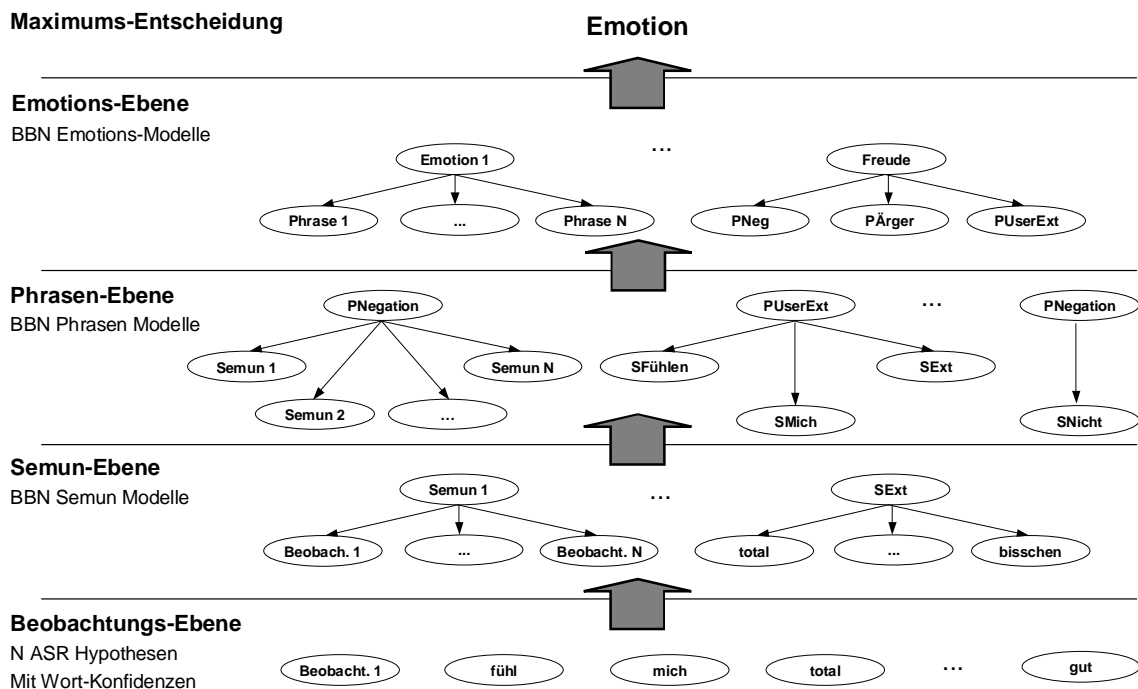 Maximums-Entscheidung
Emotion
Emotions-Ebene
BBN Emotions-Modelle
...
Emotion 1
Freude
Phrase 1
...
Phrase N
PNeg
PÄrger
PUserExt
Phrasen-Ebene
BBN Phrasen Modelle
PNegation
PUserExt
...
PNegation
Semun 1
Semun N
SFühlen
SExt
Semun 2
...
SMich
SNicht
Semun-Ebene
BBN Semun Modelle
Semun 1
...
SExt
Beobach. 1
...
Beobacht. N
total
...
bisschen
Beobachtungs-Ebene
N ASR Hypothesen
Mit Wort-Konfidenzen
Beobacht. 1
fühl
mich
total
...
gut